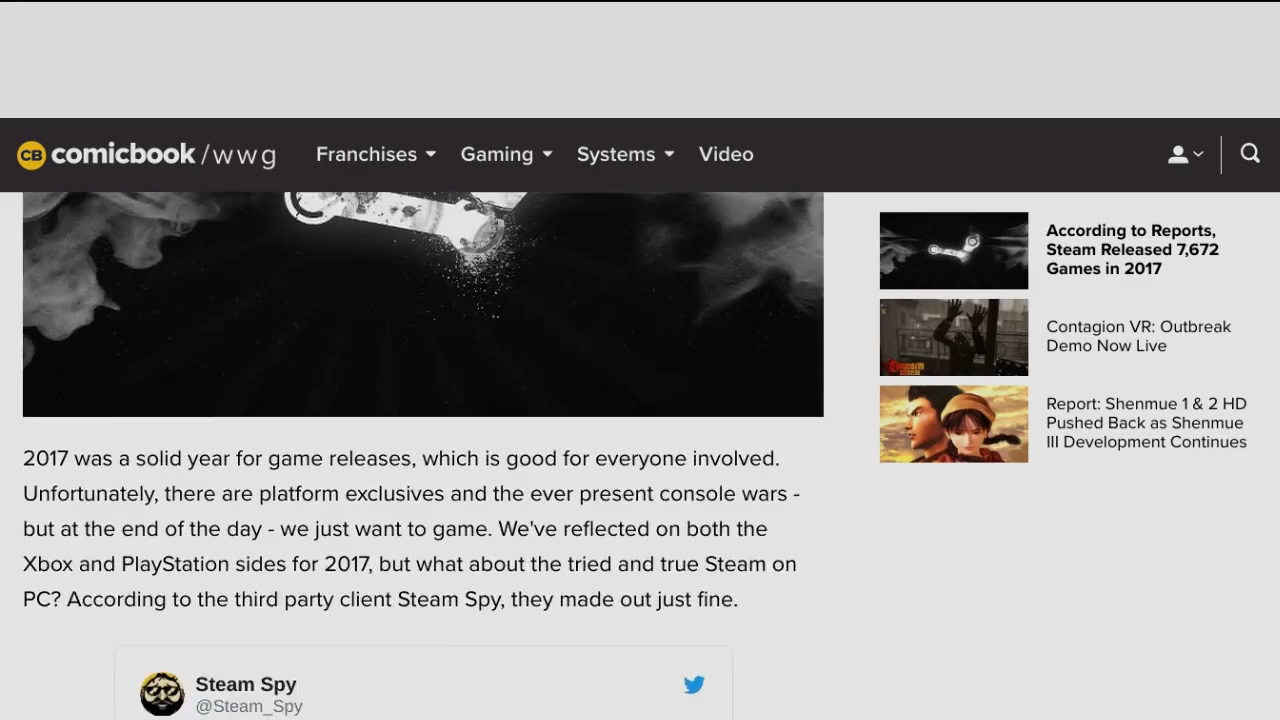 CB comicbook /wwg Franchises Gaming Systems Video
According to Reports,
Steam Released 7,672
Games in 2017
Contagion VR: Outbreak
Demo Now Live
Report: Shenmue 1 & 2 HD
Pushed Back as Shenmue
III Development Continues
2017 was a solid year for game releases, which is good for everyone involved.
Unfortunately, there are platform exclusives and the ever present console wars -
but at the end of the day - we just want to game. We've reflected on both the
Xbox and PlayStation sides for 2017, but what about the tried and true Steam on
PC? According to the third party client Steam Spy, they made out just fine.
Steam Spy
@Steam_Spy